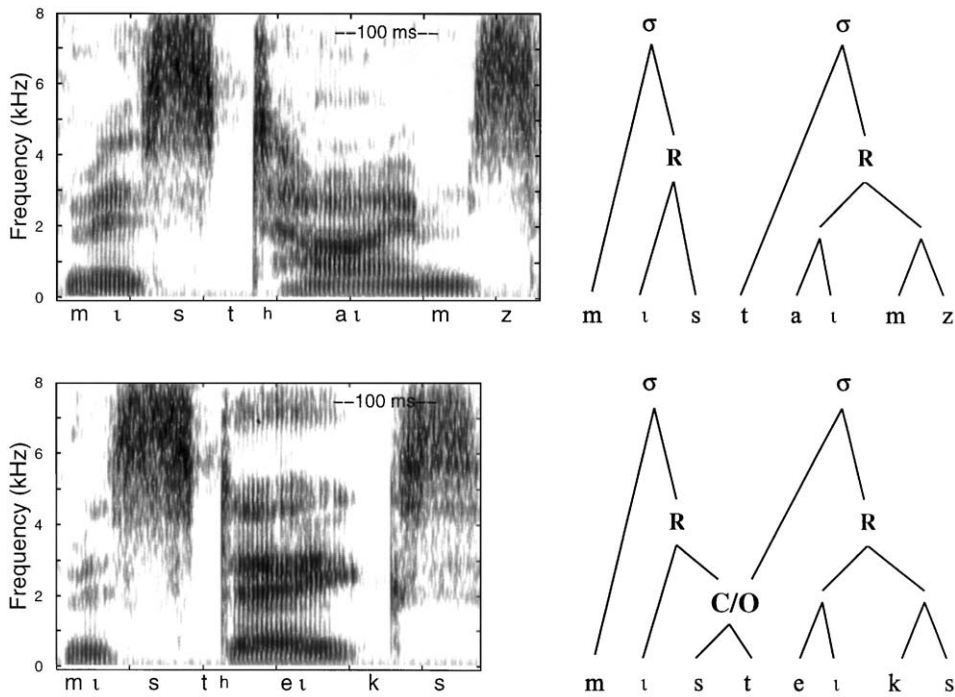 8
6
4
2
0
Frequency (kHz)
--100 ms--
m ɩ s t h a ɩ m z
σ σ
R R
m ɩ s t a ɩ m z
8
6
4
2
0
Frequency (kHz)
--100 ms--
m ɩ s t h e ɩ k s
σ σ
R R
C/O
m ɩ s t e ɩ k s